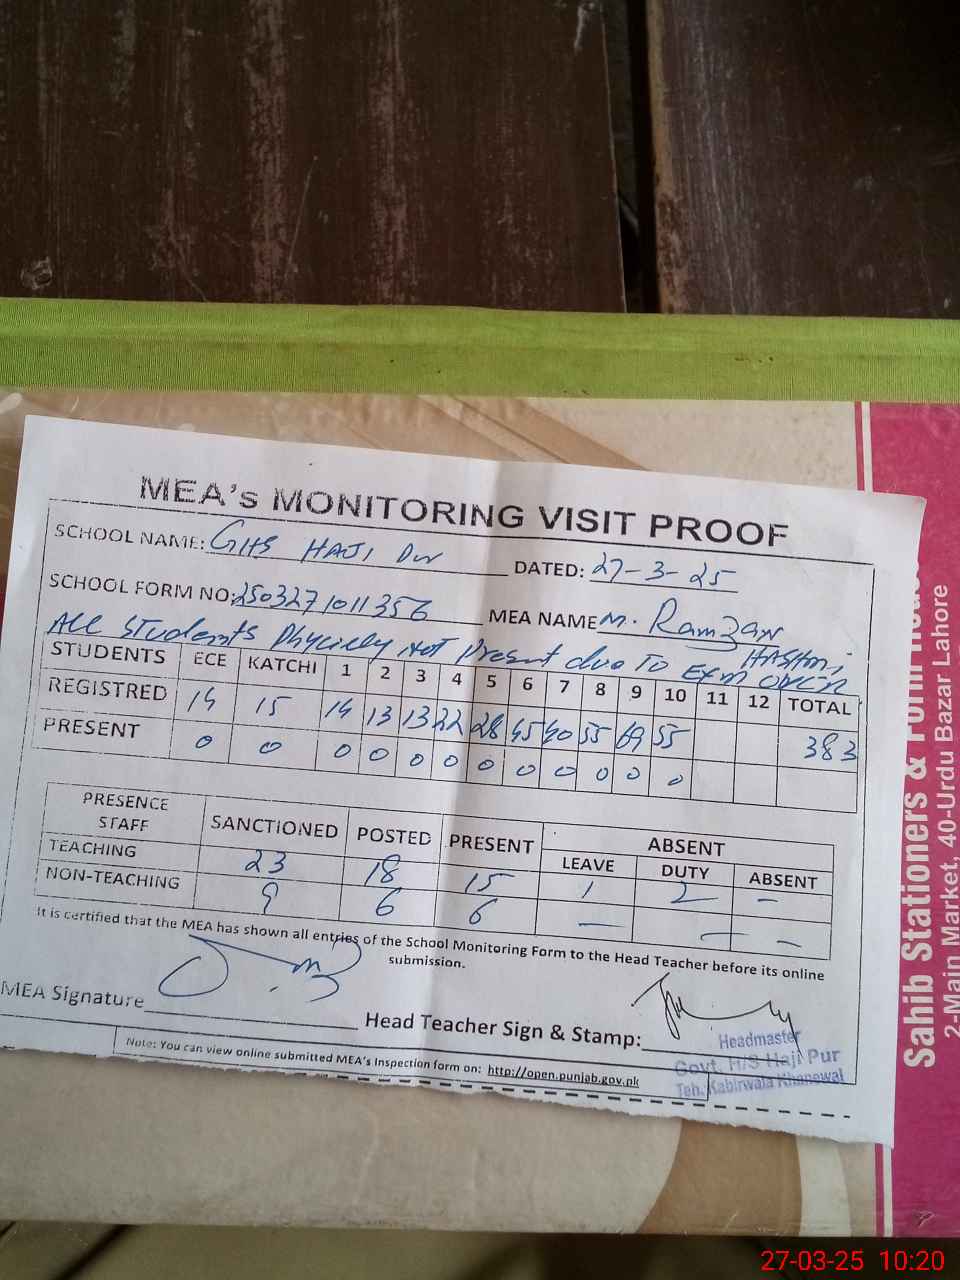 MEA's MONITORING VISIT PROOF
SCHOOL NAME: GHS HAJI Pur DATED: 27-3-25
SCHOOL FORM NO: 250327101356 MEA NAME M. Ramzan HASHmi
All Students Not Present due To Exm OVER
STUDENTS ECE KATCHI 1 2 3 4 5 6 7 8 9 10 11 12 TOTAL
REGISTRED 14 15 14 13 13 22 28 45 40 55 69 55 383
PRESENT 0 0 0 0 0 0 0 0 0 0 0 0
PRESENCE STAFF SANCTIONED POSTED PRESENT ABSENT
LEAVE DUTY ABSENT
TEACHING 23 18 15 1 2 –
NON-TEACHING 9 6 6 – – –
It is certified that the MEA has shown all entries of the School Monitoring Form to the Head Teacher before its online
submission.
MEA Signature
Head Teacher Sign & Stamp:
Headmaster
Govt. H/S Haji Pur
Teh. Kabirwala Khanewal
Note: You can view online submitted MEA's Inspection form on: http://open.punjab.gov.pk
Sahib Stationers & Form House
2-Main Market, 40-Urdu Bazar Lahore
27-03-25 10:20